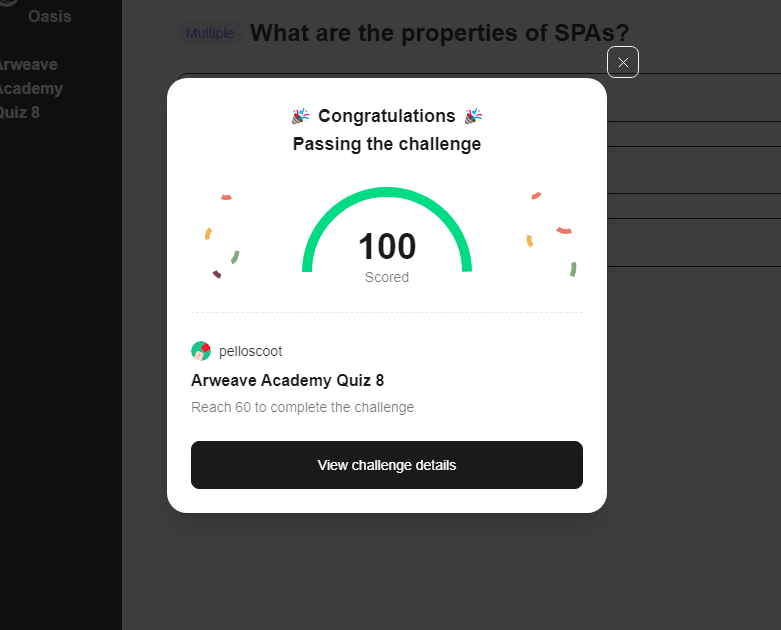 Oasis
Multiple What are the properties of SPAs?
Arweave
Academy
Quiz 8
Congratulations
Passing the challenge
100
Scored
pelloscoot
Arweave Academy Quiz 8
Reach 60 to complete the challenge
View challenge details